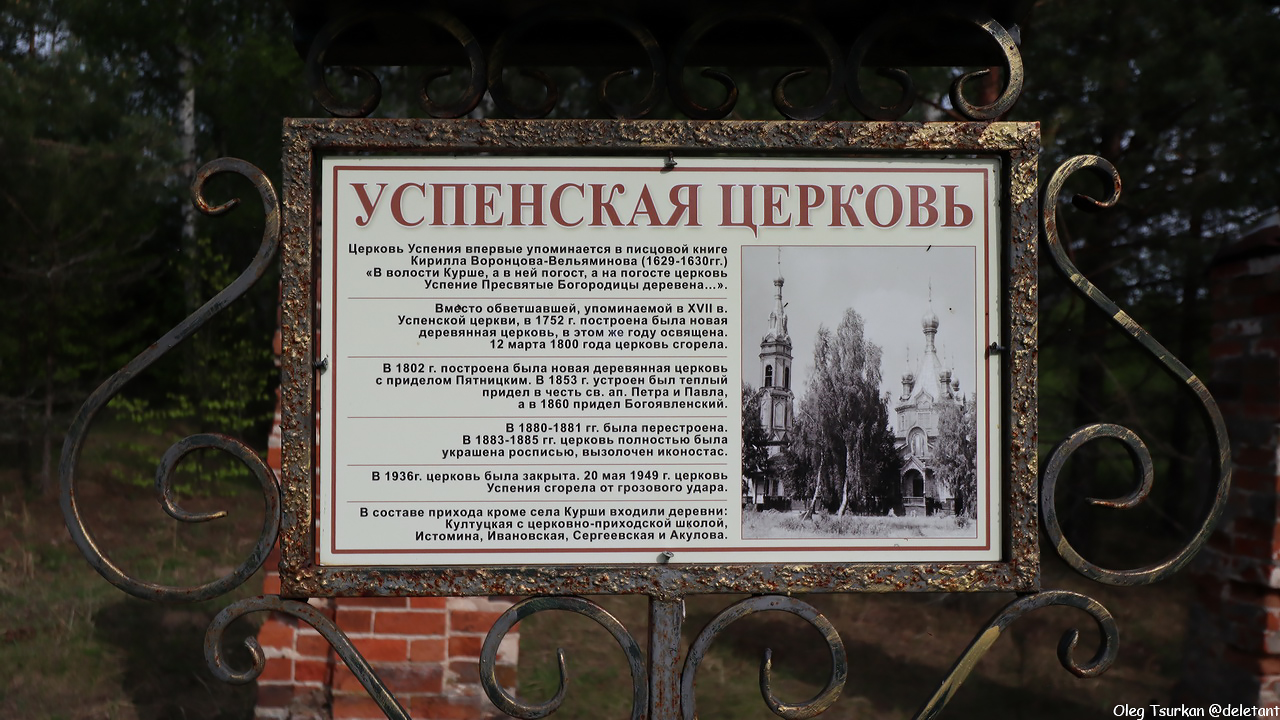 УСПЕНСКАЯ ЦЕРКОВЬ
Церковь Успения впервые упоминается в писцовой книге
Кирилла Воронцова-Вельяминова (1629-1630гг.)
«В волости Курше, а в ней погост, а на погосте церковь
Успение Пресвятые Богородицы деревена...».
Вместо обветшавшей, упоминаемой в XVII в.
Успенской церкви, в 1752 г. построена была новая
деревянная церковь, в этом же году освящена.
12 марта 1800 года церковь сгорела.
В 1802 г. построена была новая деревянная церковь
с приделом Пятницким. В 1853 г. устроен был теплый
придел в честь св. ап. Петра и Павла,
а в 1860 придел Богоявленский.
В 1880-1881 гг. была перестроена.
В 1883-1885 гг. церковь полностью была
украшена росписью, вызолочен иконостас.
В 1936г. церковь была закрыта. 20 мая 1949 г. церковь
Успения сгорела от грозового удара.
В составе прихода кроме села Курши входили деревни:
Култуцкая с церковно-приходской школой,
Истомина, Ивановская, Сергеевская и Акулова.
Oleg Tsurkan @deletant